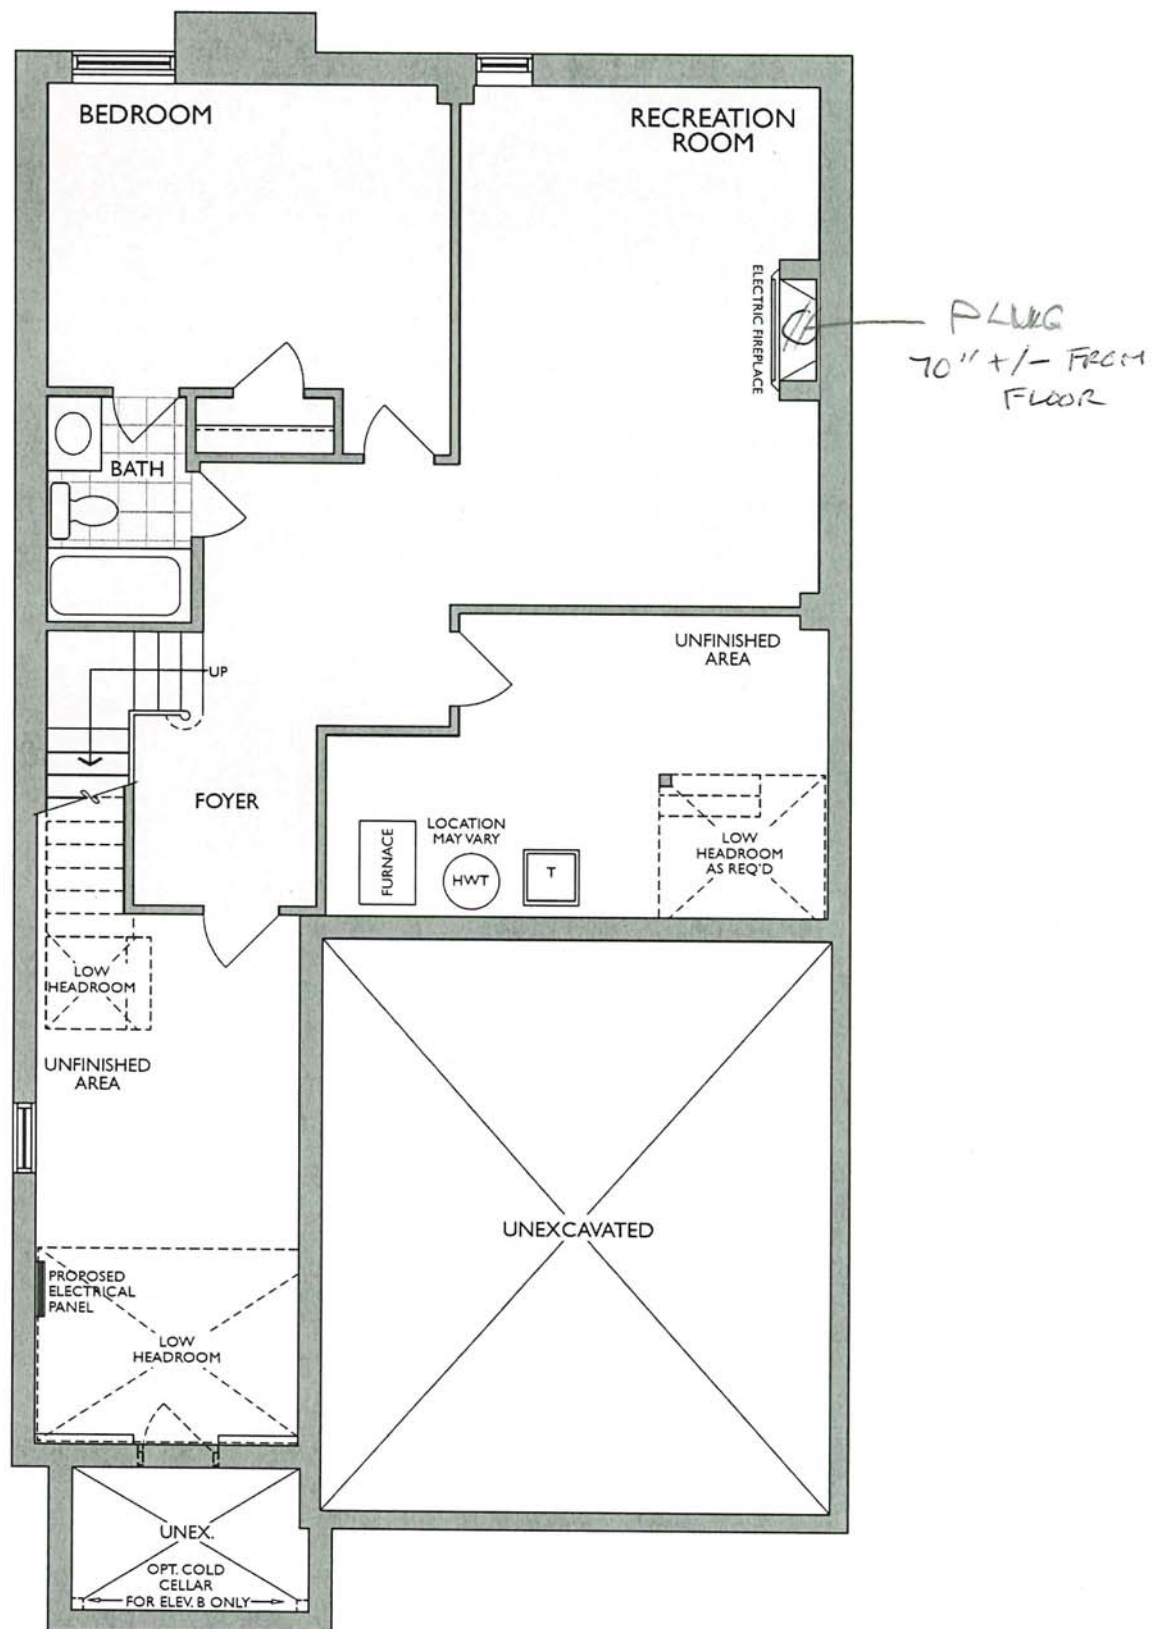 BEDROOM
RECREATION
ROOM
ELECTRIC FIREPLACE
PLUG
70" +/- FROM
FLOOR
BATH
UP
UNFINISHED
AREA
FOYER
FURNACE
LOCATION
MAY VARY
HWT
T
LOW
HEADROOM
AS REQ'D
LOW
HEADROOM
UNFINISHED
AREA
UNEXCAVATED
PROPOSED
ELECTRICAL
PANEL
LOW
HEADROOM
UNEX.
OPT. COLD
CELLAR
FOR ELEV. B ONLY